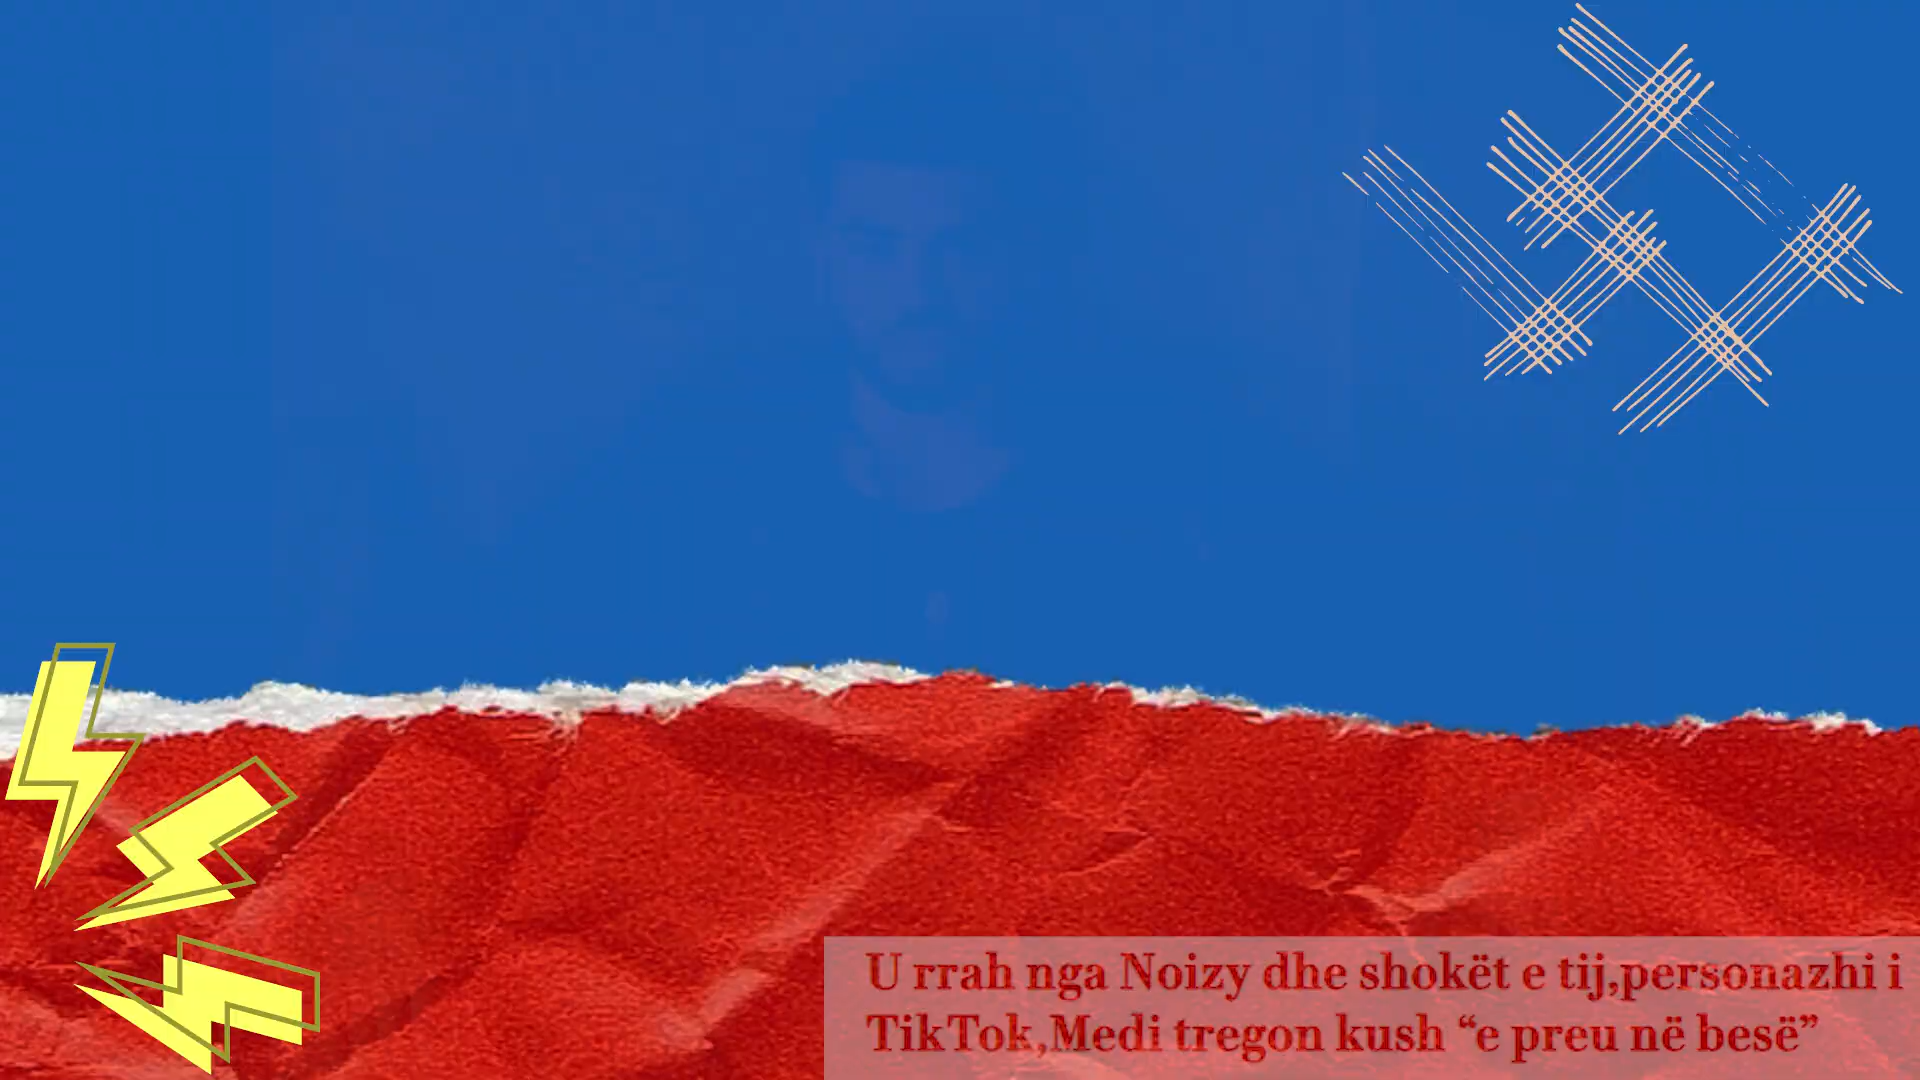 U rrah nga Noizy dhe shokët e tij,personazhi i
TikTok,Medi tregon kush “e preu në besë”